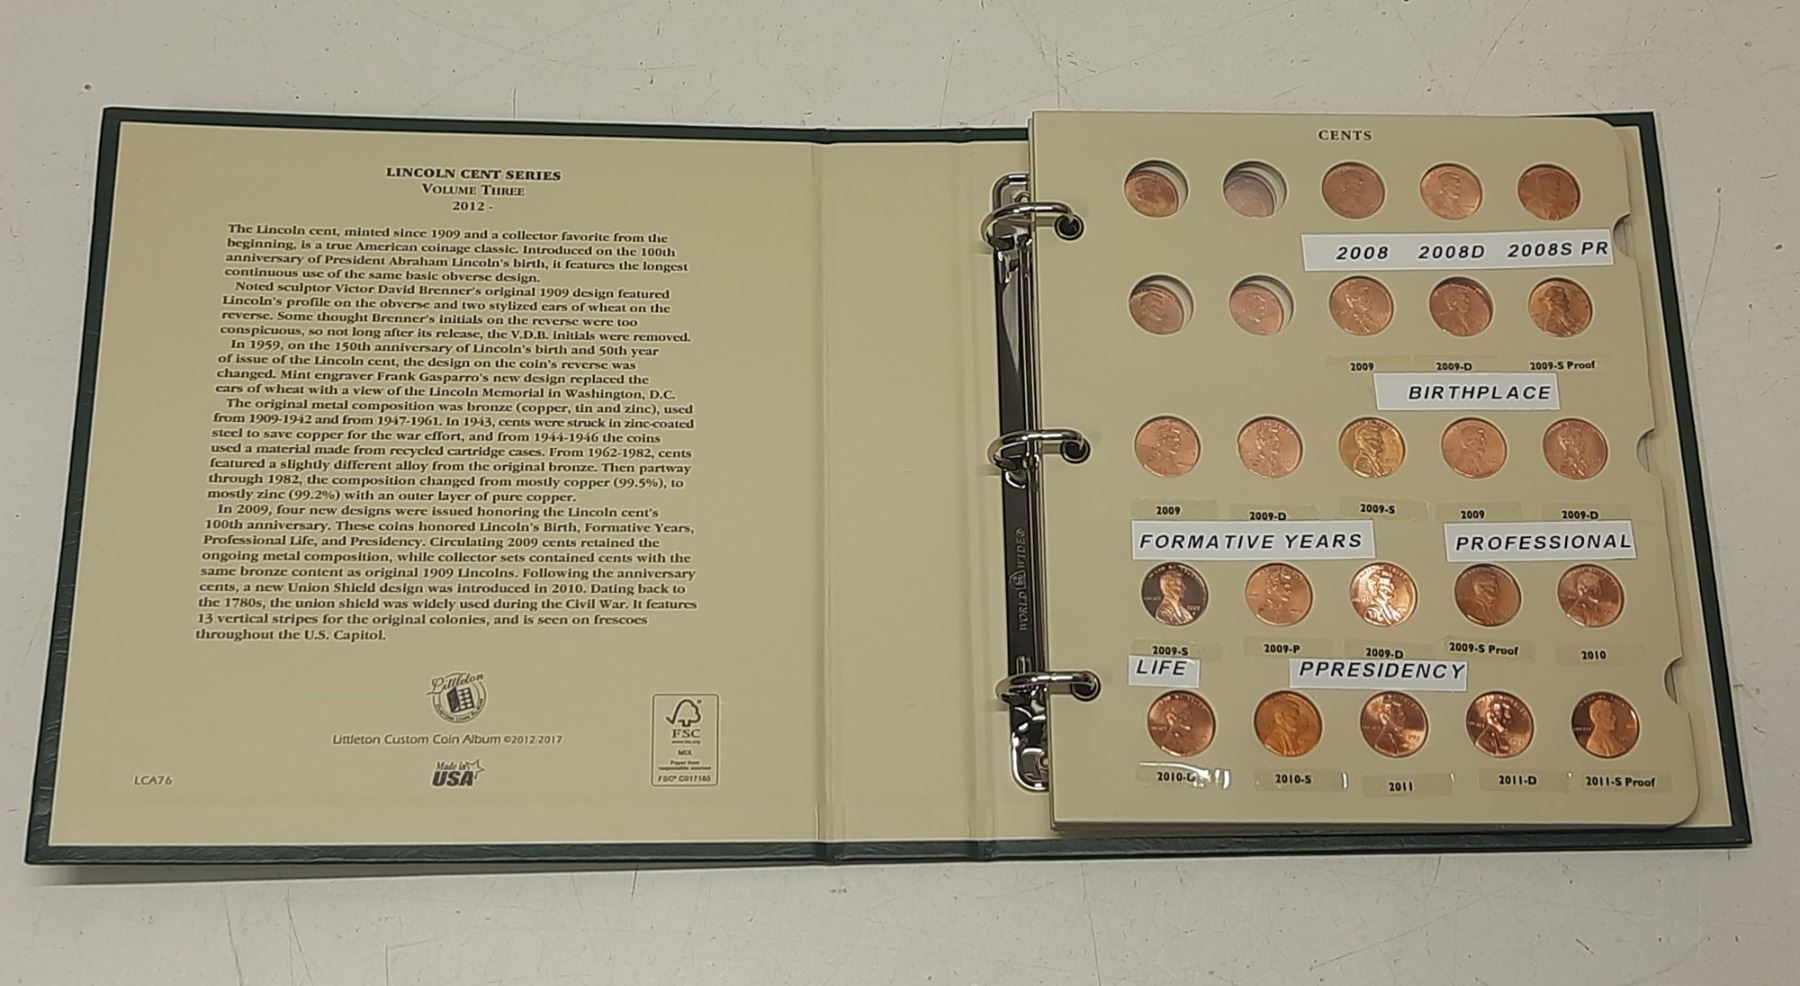 LINCOLN CENT SERIES
VOLUME THREE
2012 -
The Lincoln cent, minted since 1909 and a collector favorite from the
beginning, is a true American coinage classic. Introduced on the 100th
anniversary of President Abraham Lincoln's birth, it features the longest
continuous use of the same basic obverse design.
Noted sculptor Victor David Brenner's original 1909 design featured
Lincoln's profile on the obverse and two stylized ears of wheat on the
reverse. Some thought Brenner's initials on the reverse were too
conspicuous, so not long after its release, the V.D.B. initials were removed.
In 1959, on the 150th anniversary of Lincoln's birth and 50th year
of issue of the Lincoln cent, the design on the coin's reverse was
changed. Mint engraver Frank Gasparro's new design replaced the
ears of wheat with a view of the Lincoln Memorial in Washington, D.C.
The original metal composition was bronze (copper, tin and zinc), used
from 1909-1942 and from 1947-1961. In 1943, cents were struck in zinc-coated
steel to save copper for the war effort, and from 1944-1946 the coins
used a material made from recycled cartridge cases. From 1962-1982, cents
featured a slightly different alloy from the original bronze. Then partway
through 1982, the composition changed from mostly copper (99.5%), to
mostly zinc (99.2%) with an outer layer of pure copper.
In 2009, four new designs were issued honoring the Lincoln cent's
100th anniversary. These coins honored Lincoln's Birth, Formative Years,
Professional Life, and Presidency. Circulating 2009 cents retained the
ongoing metal composition, while collector sets contained cents with the
same bronze content as original 1909 Lincolns. Following the anniversary
cents, a new Union Shield design was introduced in 2010. Dating back to
the 1780s, the union shield was widely used during the Civil War. It features
13 vertical stripes for the original colonies, and is seen on frescoes
throughout the U.S. Capitol.
Littleton
CUSTOM COIN ALBUM
Littleton Custom Coin Album ©2012-2017
Made in
USA
LCA76
FSC
www.fsc.org
MIX
Paper from
responsible sources
FSC® C017165
WORLD WIDE®
CENTS
2008 2008D 2008S PR
2009 2009-D 2009-S Proof
BIRTHPLACE
2009 2009-D 2009-S 2009 2009-D
FORMATIVE YEARS PROFESSIONAL
2009-S 2009-P 2009-D 2009-S Proof 2010
LIFE PPRESIDENCY
2010-D 2010-S 2011 2011-D 2011-S Proof